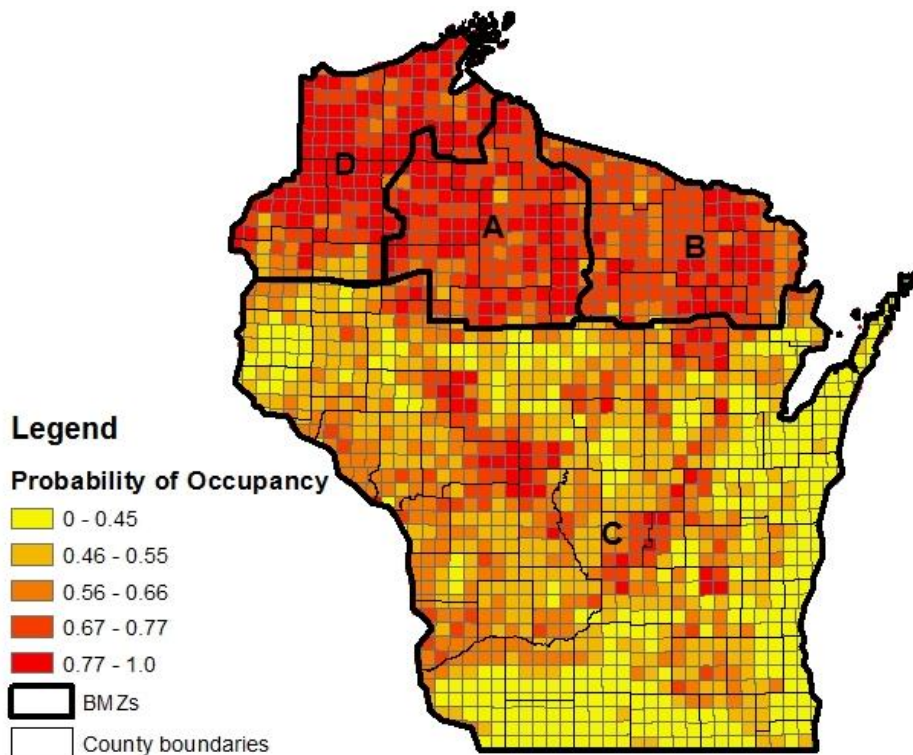 D
A
B
C
Legend
Probability of Occupancy
0 - 0.45
0.46 - 0.55
0.56 - 0.66
0.67 - 0.77
0.77 - 1.0
BMZs
County boundaries